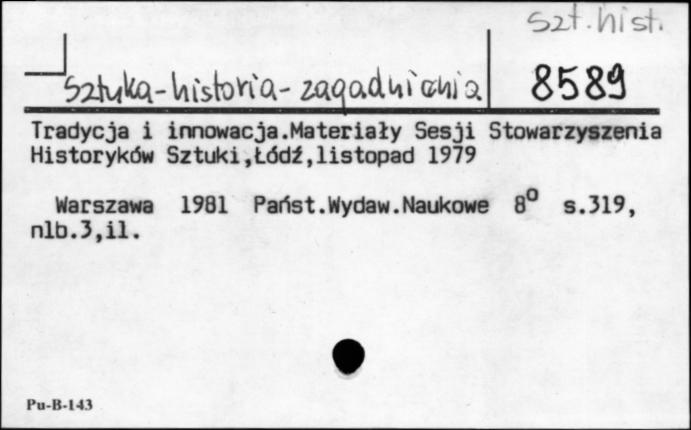 Szt. hist.
Sztuka-historia-zagadnienia 8589
Tradycja i innowacja.Materiały Sesji Stowarzyszenia
Historyków Sztuki,Łódź,listopad 1979
Warszawa 1981 Państ.Wydaw.Naukowe 8° s.319,
nlb.3,il.
Pu-B-143